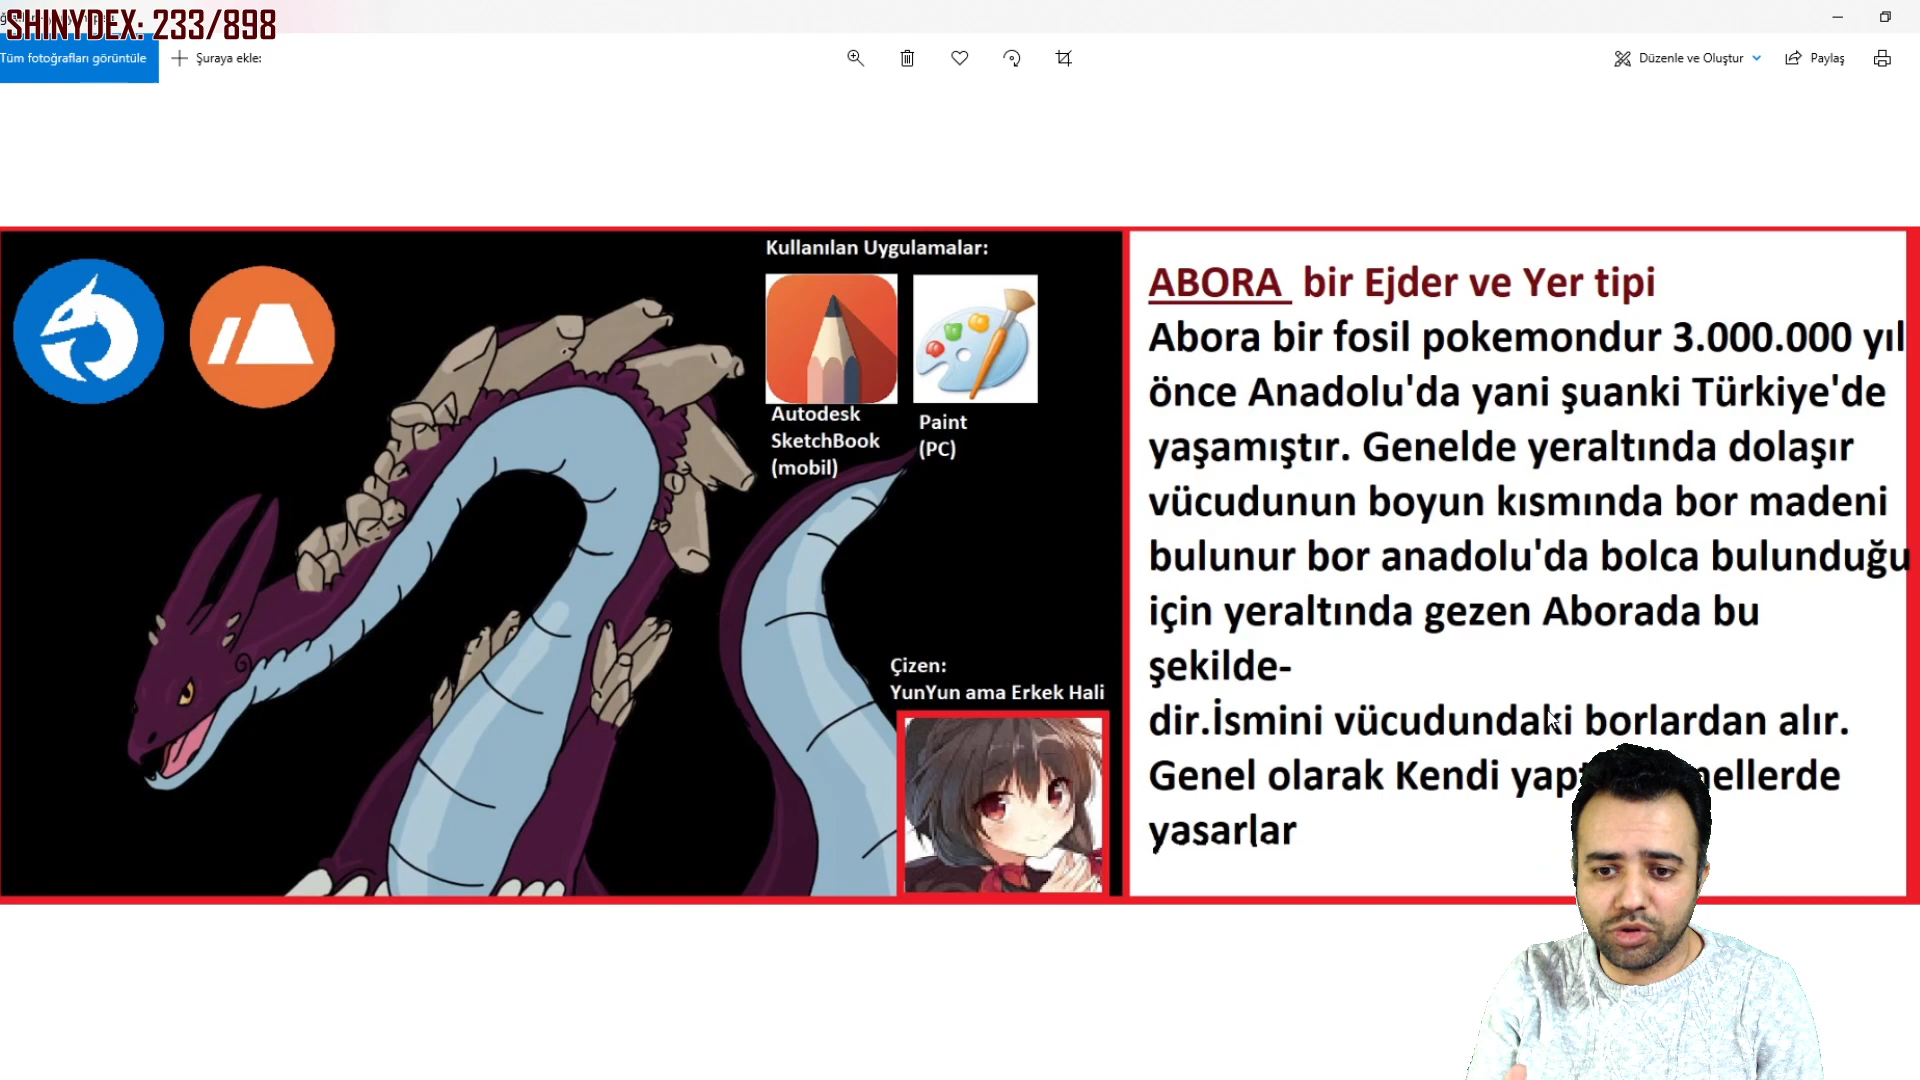 SHINYDEX: 233/898
Tüm fotoğrafları görüntüle
Şuraya ekle:
Düzenle ve Oluştur
Paylaş
Kullanılan Uygulamalar:
Autodesk
SketchBook
(mobil)
Paint
(PC)
Çizen:
YunYun ama Erkek Hali
ABORA bir Ejder ve Yer tipi
Abora bir fosil pokemondur 3.000.000 yıl
önce Anadolu'da yani şuanki Türkiye'de
yaşamıştır. Genelde yeraltında dolaşır
vücudunun boyun kısmında bor madeni
bulunur bor anadolu'da bolca bulunduğu
için yeraltında gezen Aborada bu
şekilde-
dir.İsmini vücudundaki borlardan alır.
Genel olarak Kendi
yasarlar